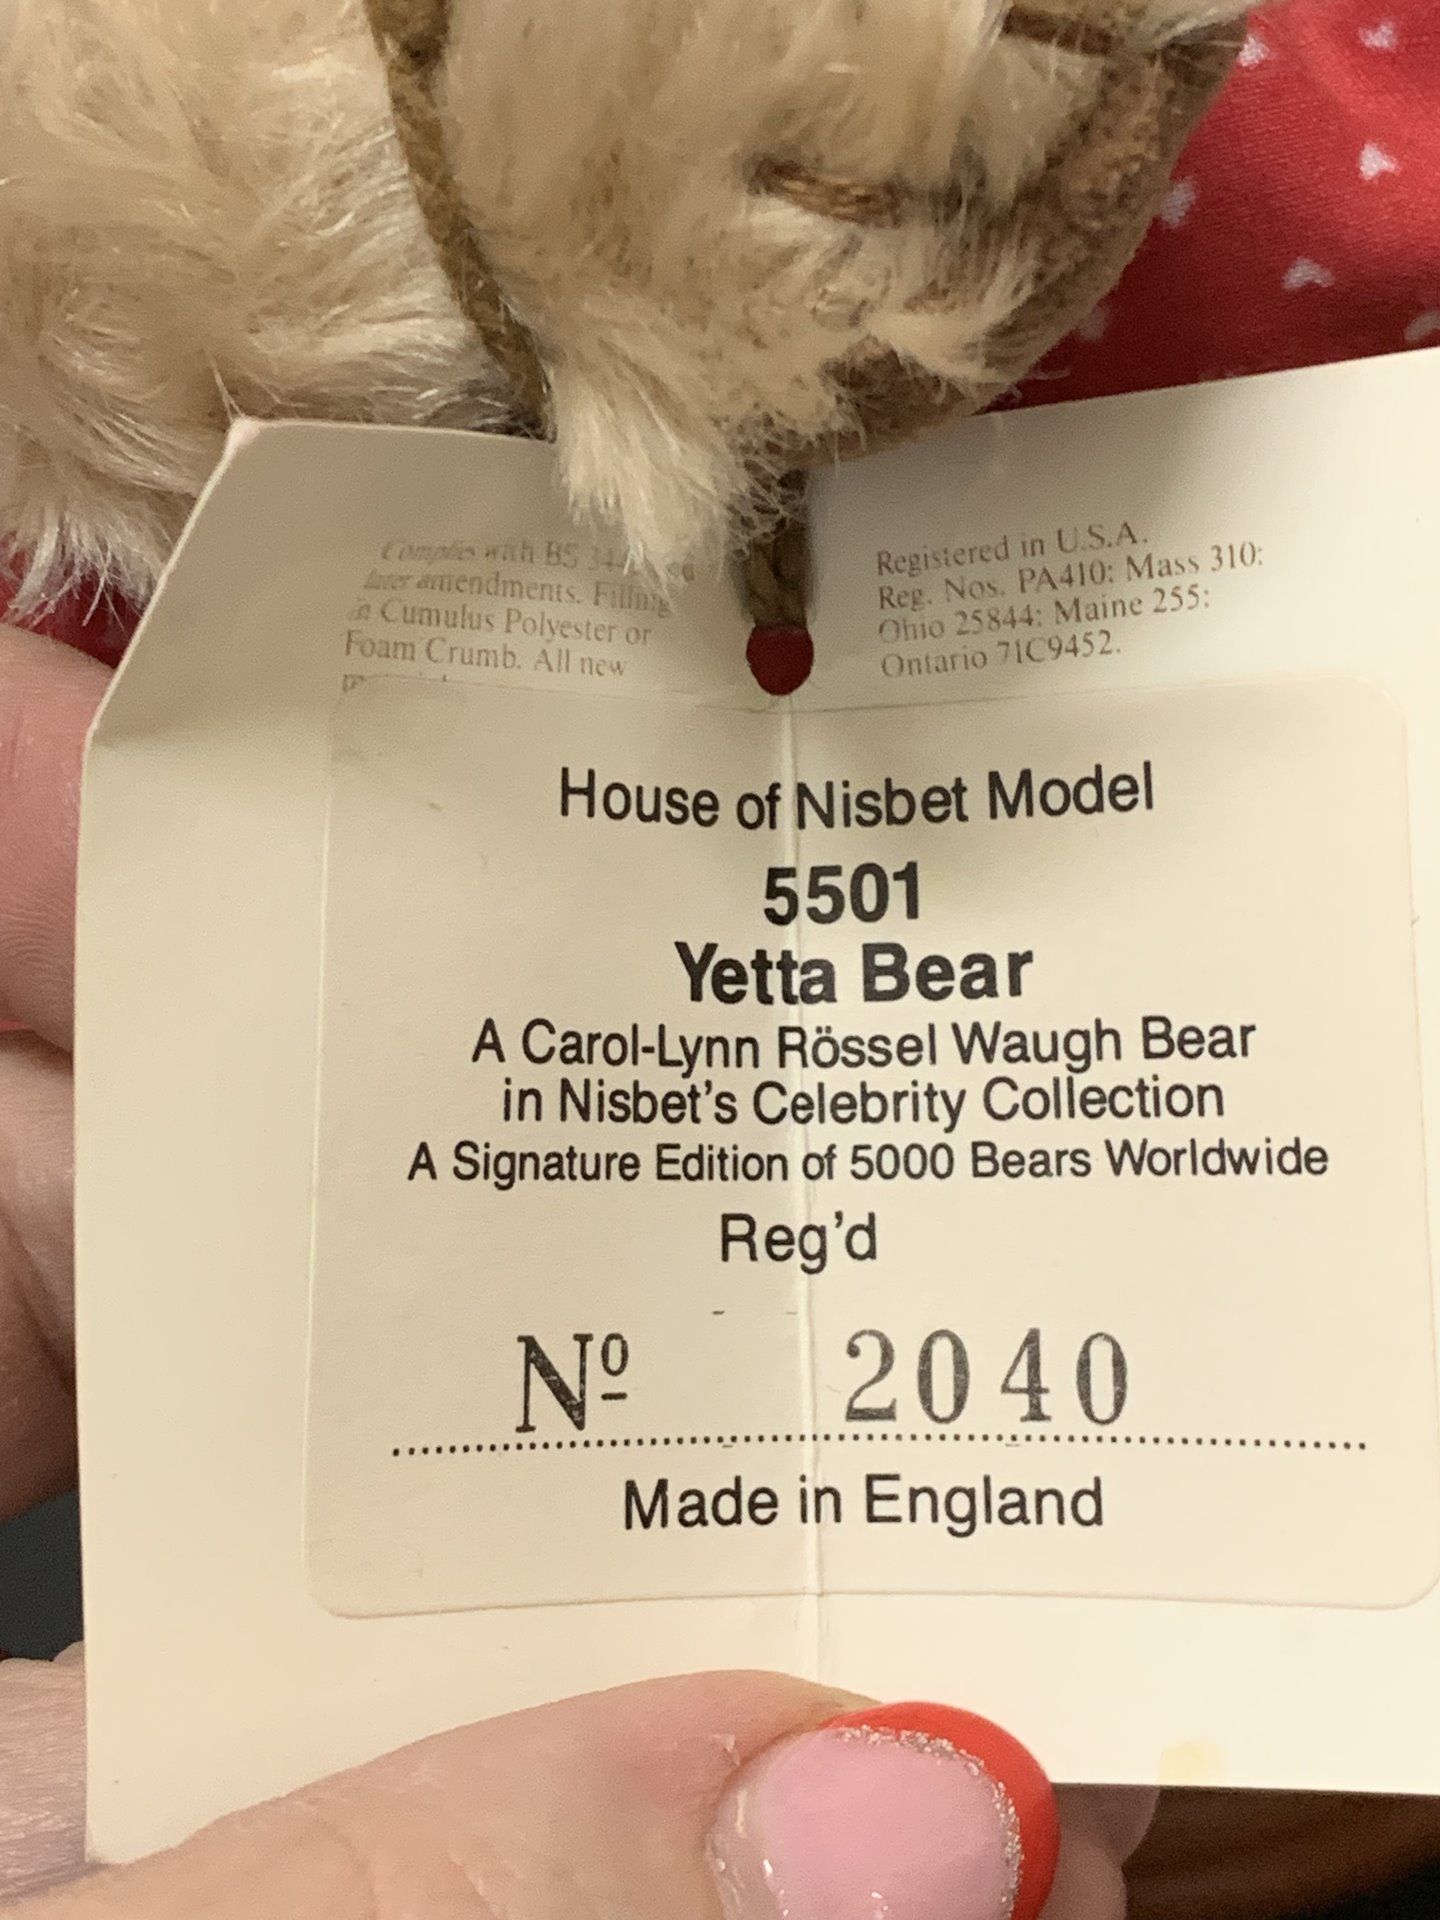 Complies with BS
later amendments. Filling
in Cumulus Polyester or
Foam Crumb. All new
Registered in U.S.A.
Reg. Nos. PA410: Mass 310:
Ohio 25844: Maine 255:
Ontario 71C9452.
House of Nisbet Model
5501
Yetta Bear
A Carol-Lynn Rössel Waugh Bear
in Nisbet's Celebrity Collection
A Signature Edition of 5000 Bears Worldwide
Reg'd
Nº 2040
Made in England